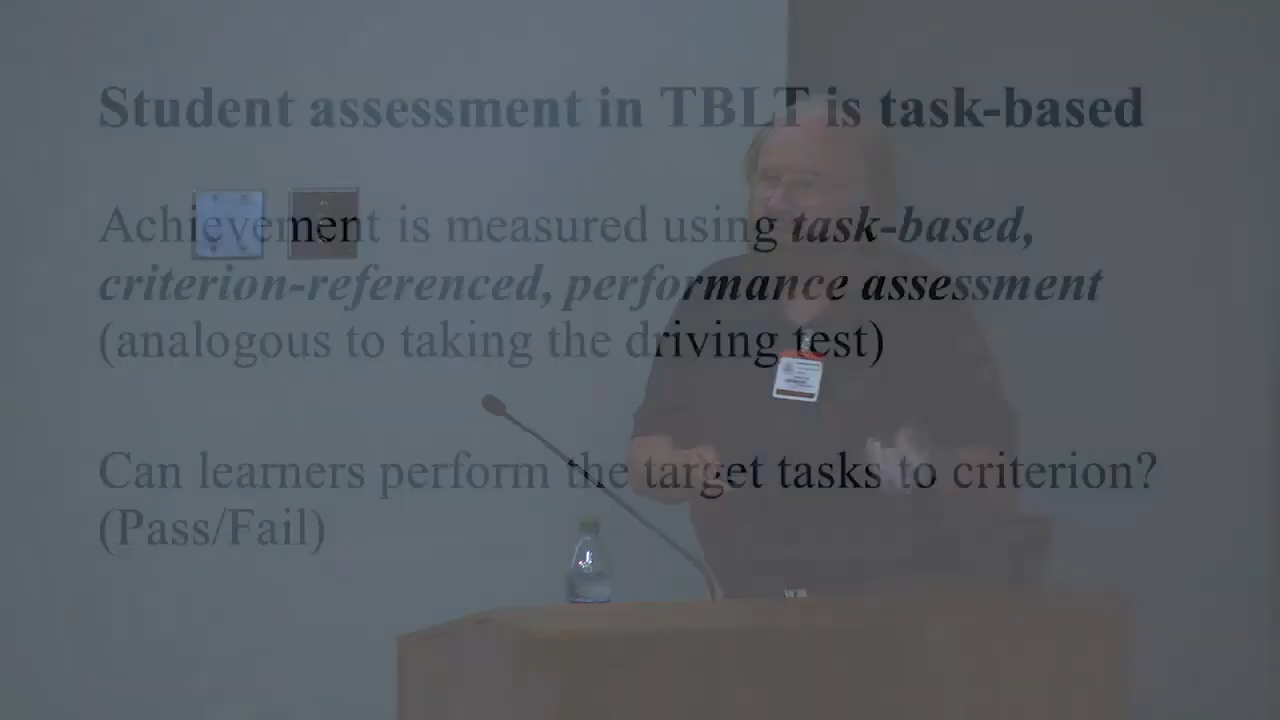 Student assessment in TBLT is task-based
Achievement is measured using task-based,
criterion-referenced, performance assessment
(analogous to taking the driving test)
Can learners perform the target tasks to criterion?
(Pass/Fail)